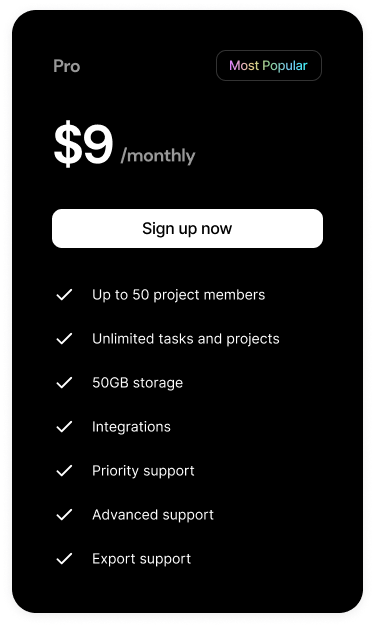 Pro
Most Popular
$9 /monthly
Sign up now
Up to 50 project members
Unlimited tasks and projects
50GB storage
Integrations
Priority support
Advanced support
Export support